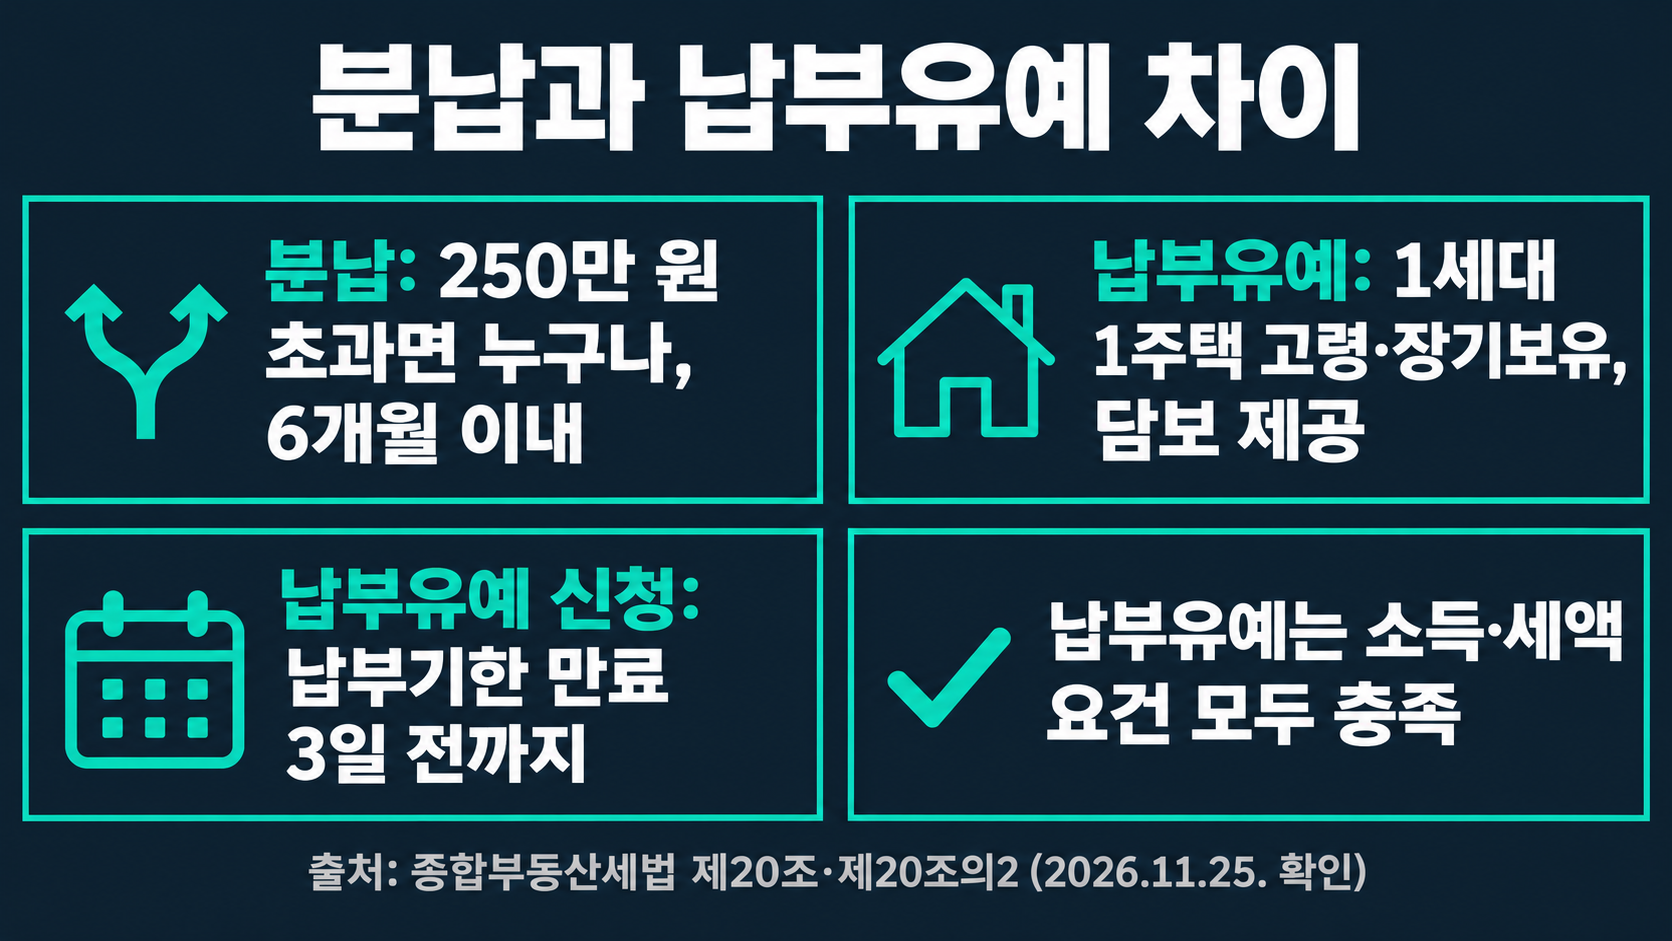 분납과 납부유예 차이
분납: 250만 원
초과면 누구나,
6개월 이내
납부유예: 1세대
1주택 고령·장기보유,
담보 제공
납부유예 신청:
납부기한 만료
3일 전까지
납부유예는 소득·세액
요건 모두 충족
출처: 종합부동산세법 제20조·제20조의2 (2026.11.25. 확인)